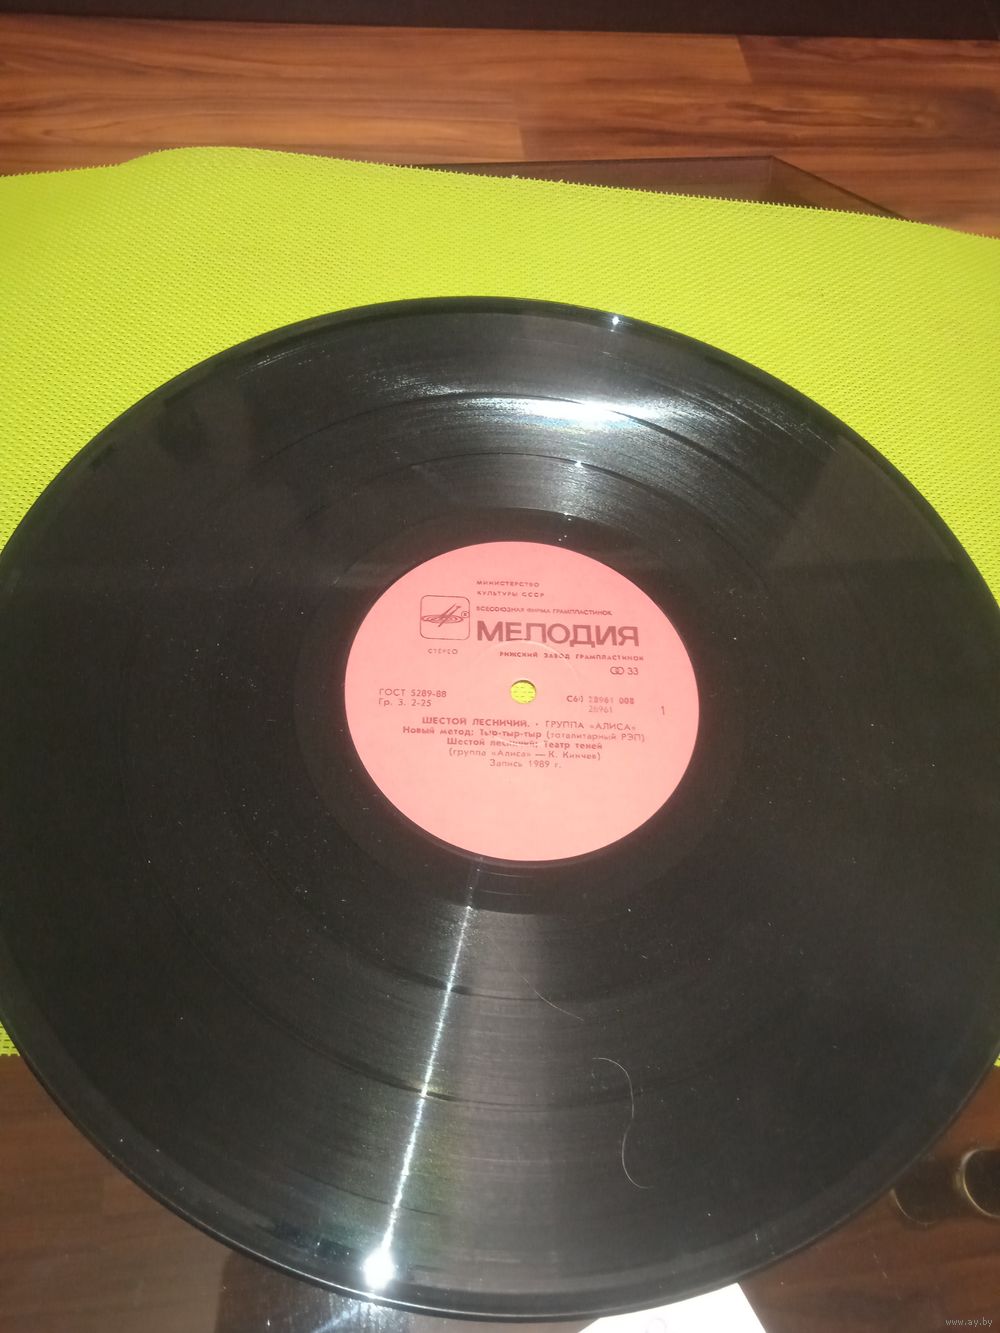 МИНИСТЕРСТВО
КУЛЬТУРЫ СССР
ВСЕСОЮЗНАЯ ФИРМА ГРАМПЛАСТИНОК
МЕЛОДИЯ
СТЕРЕО
РИЖСКИЙ ЗАВОД ГРАМПЛАСТИНОК
33
ГОСТ 5289-88
Гр. 3. 2-25
С60 28961 008
28961
1
ШЕСТОЙ ЛЕСНИЧИЙ. • ГРУППА «АЛИСА»
Новый метод; Тыр-тыр-тыр (тоталитарный РЭП)
Шестой лесничий; Театр теней
(группа «Алиса» — К. Кинчев)
Запись 1989 г.
www.ay.by